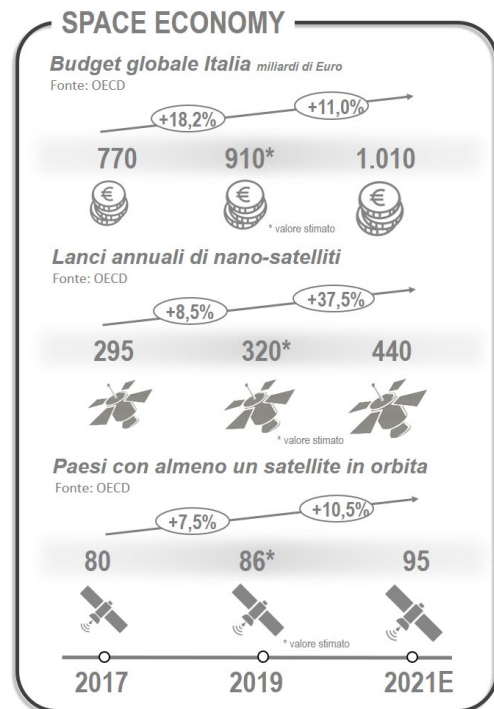 SPACE ECONOMY
Budget globale Italia miliardi di Euro
Fonte: OECD
+18,2%
+11,0%
770 910* 1.010
€ € €
* valore stimato
Lanci annuali di nano-satelliti
Fonte: OECD
+8,5%
+37,5%
295 320* 440
* valore stimato
Paesi con almeno un satellite in orbita
Fonte: OECD
+7,5%
+10,5%
80 86* 95
* valore stimato
2017 2019 2021E